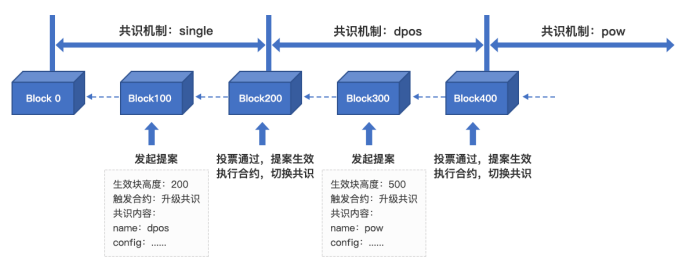 共识机制：single
共识机制：dpos
共识机制：pow
Block 0
Block100
Block200
Block300
Block400
发起提案
投票通过，提案生效
执行合约，切换共识
发起提案
投票通过，提案生效
执行合约，切换共识
生效块高度：200
触发合约：升级共识
共识内容：
name：dpos
config：......
生效块高度：500
触发合约：升级共识
共识内容：
name：pow
config：......